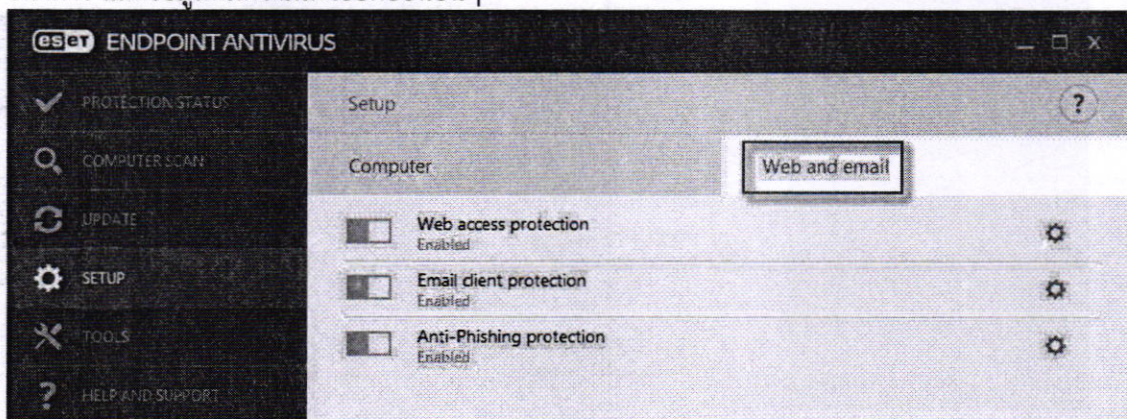 eset ENDPOINT ANTIVIRUS
PROTECTION STATUS
COMPUTER SCAN
UPDATE
SETUP
TOOLS
HELP AND SUPPORT
Setup
?
Computer
Web and email
Web access protection
Enabled
Email client protection
Enabled
Anti-Phishing protection
Enabled